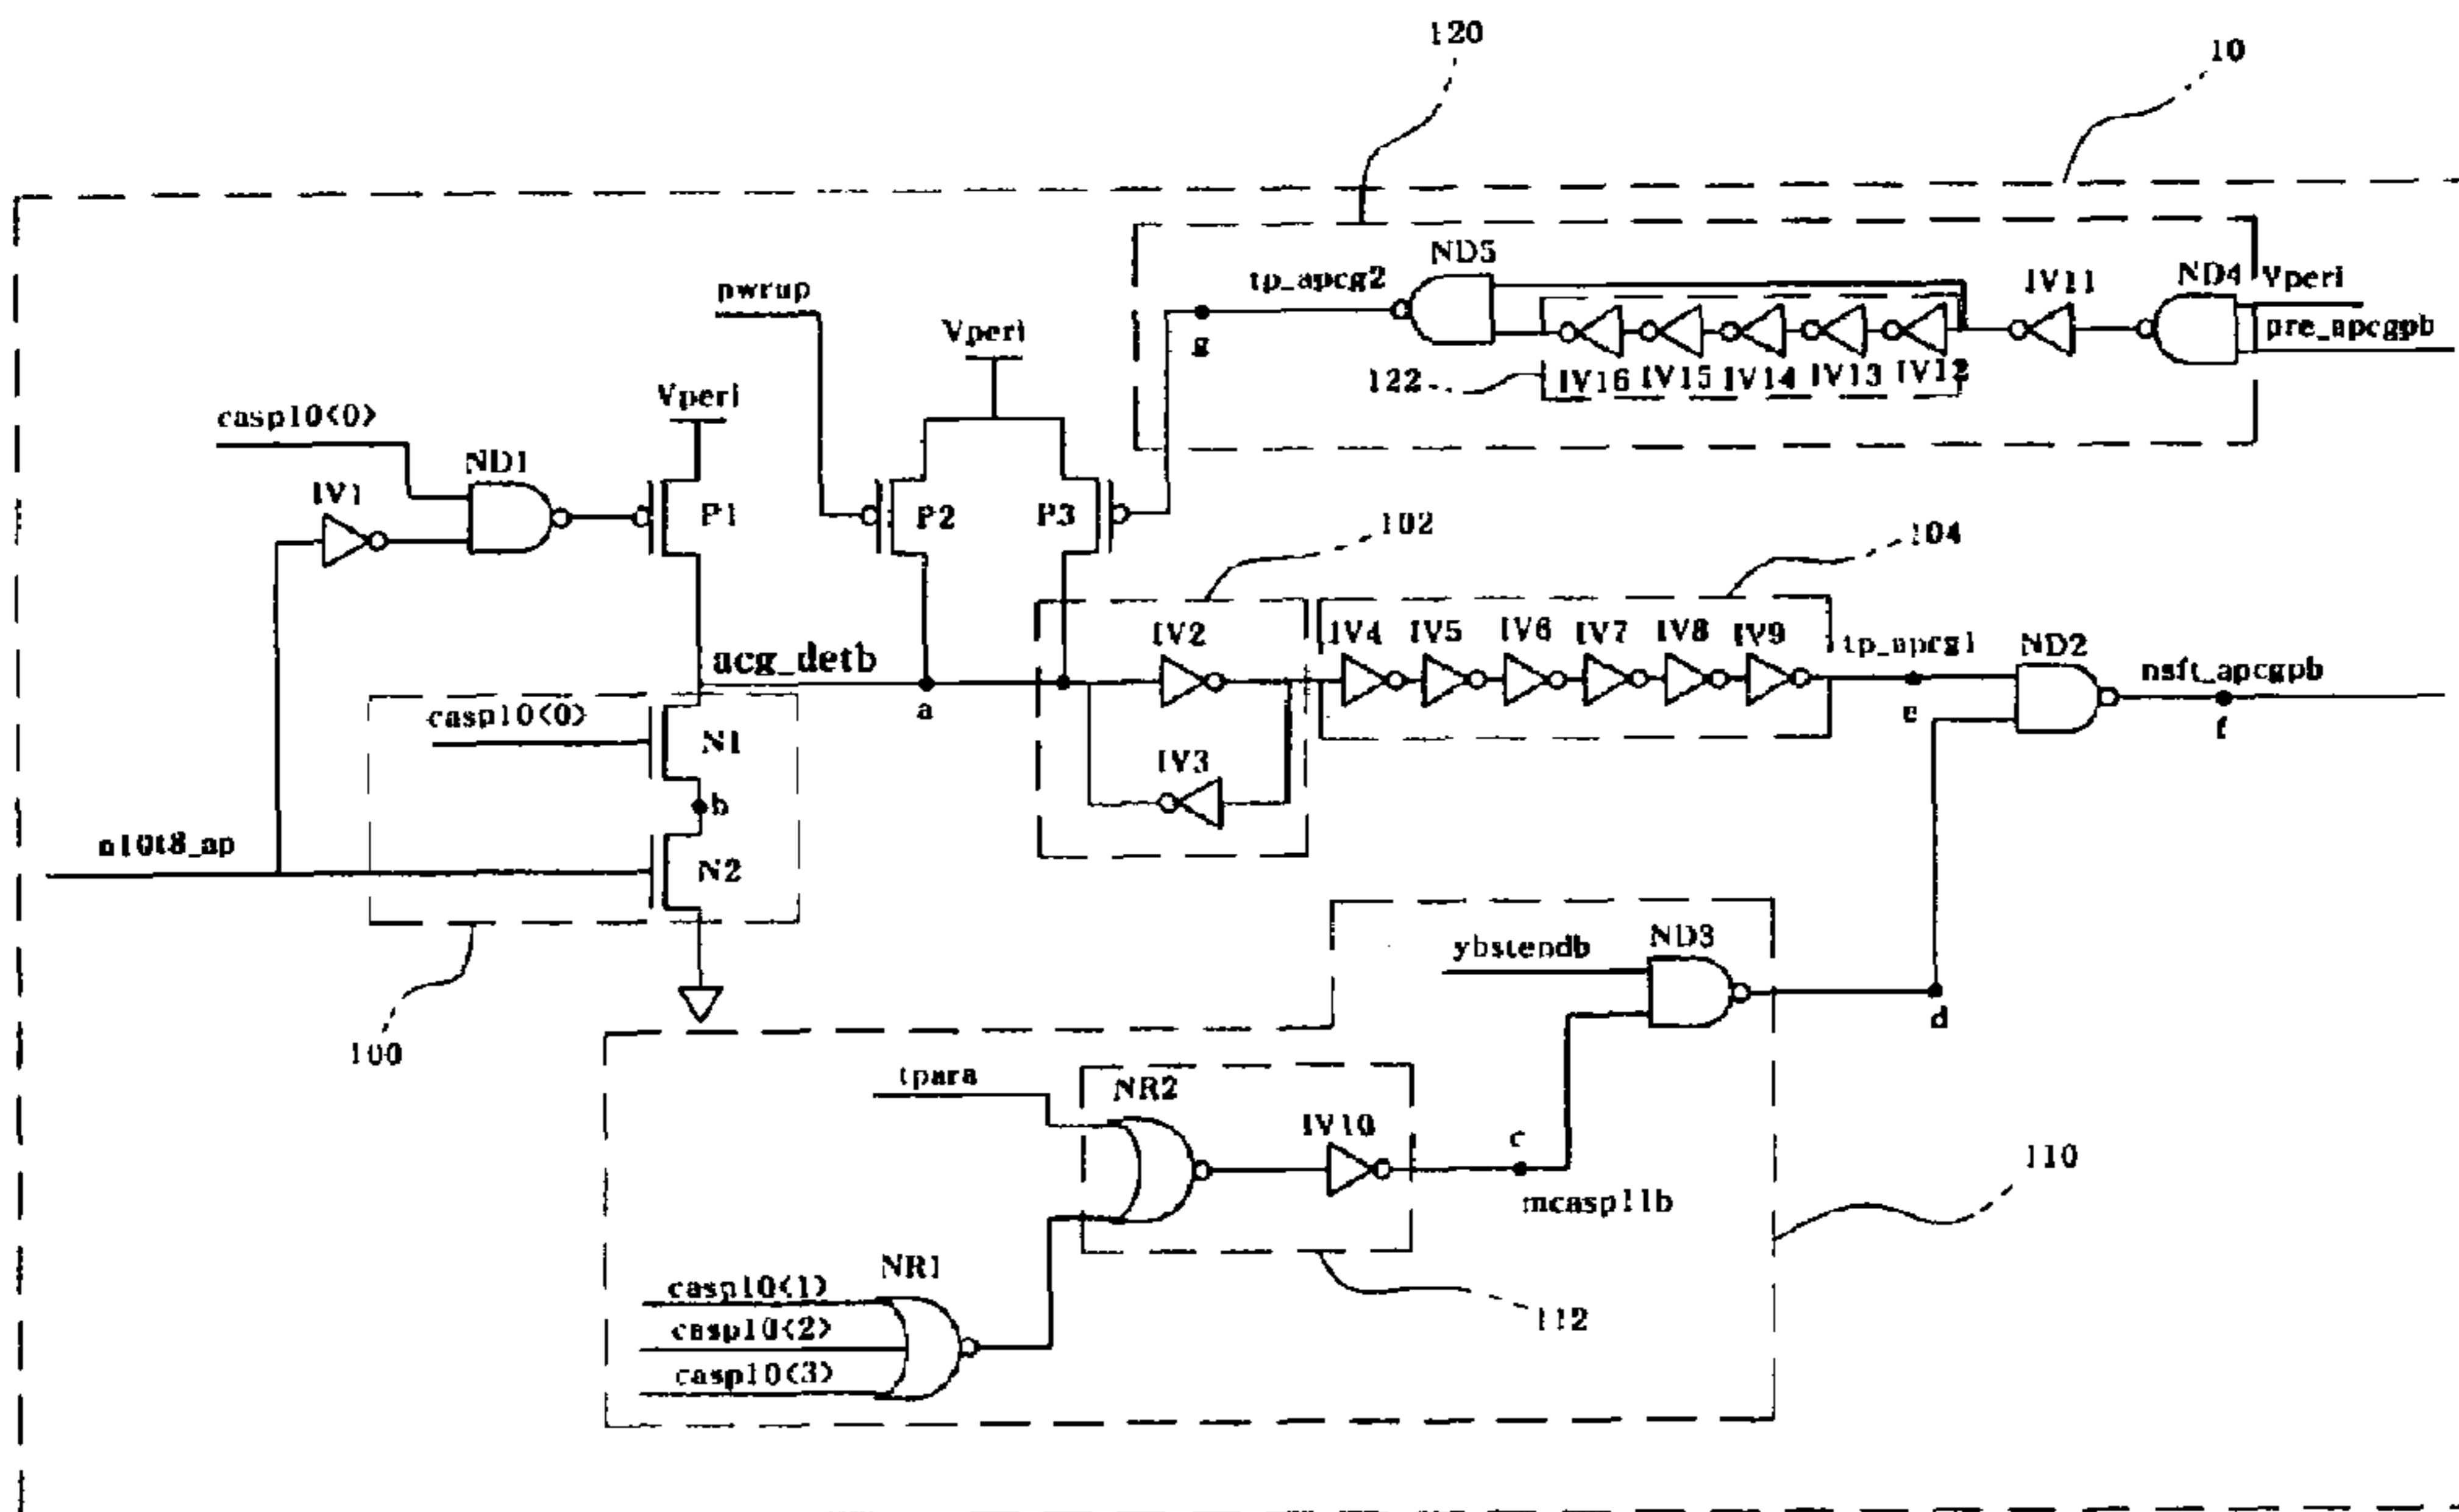 120
10
ND5
tp_apcg2
IV11
ND4
Vperi
pwrup
g
pre_apcgpb
Vperi
122
IV16
IV15
IV14
IV13
IV12
Vperi
casp10<0>
ND1
IV1
P1
P2
P3
102
104
IV2
IV4
IV5
IV6
IV7
IV8
IV9
tp_apcg1
ND2
acg_detb
nsft_apcgpb
casp10<0>
a
e
f
N1
IV3
b
a10t8_ap
N2
ybstendb
ND3
d
100
tpara
NR2
IV10
c
110
mcasp11b
NR1
casp10<1>
casp10<2>
112
casp10<3>